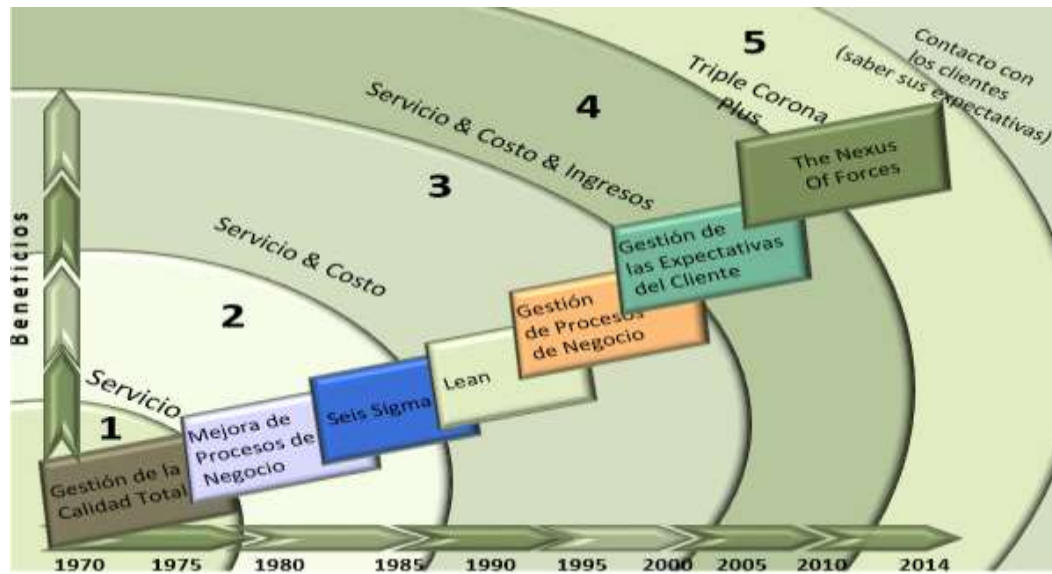 5
Contacto con
los clientes
(saber sus expectativas)
Triple Corona
Plus
4
Servicio & Costo & Ingresos
3
Servicio & Costo
2
Servicio
1
Beneficios
The Nexus
Of Forces
Gestión de
las Expectativas
del Cliente
Gestión
de Procesos
de Negocio
Lean
Seis Sigma
Mejora de
Procesos de
Negocio
Gestión de la
Calidad Total
1970 1975 1980 1985 1990 1995 2000 2005 2010 2014